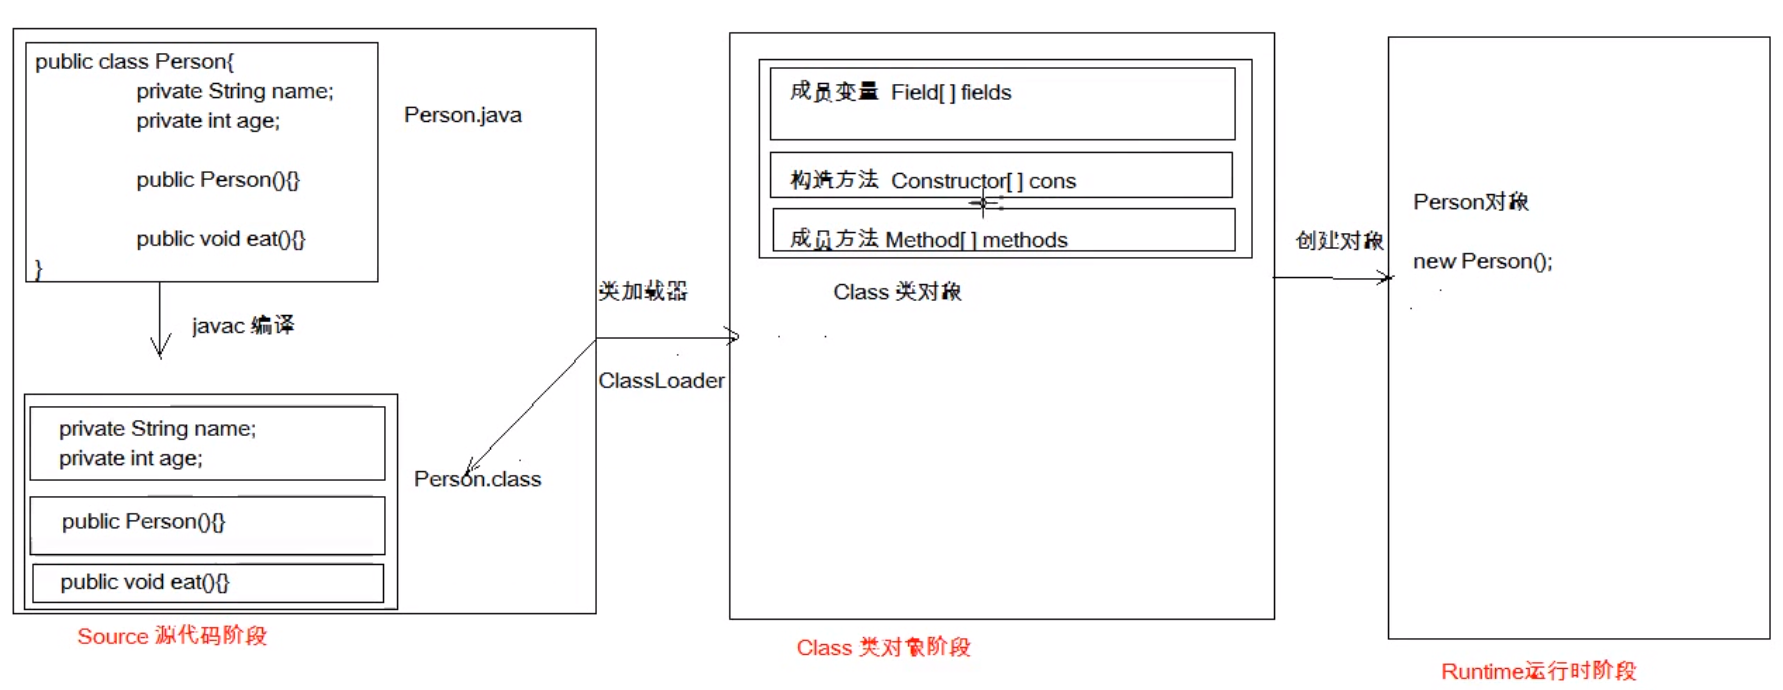 public class Person{
private String name;
private int age;
public Person(){}
public void eat(){}
}
Person.java
javac 编译
private String name;
private int age;
public Person(){}
public void eat(){}
Person.class
Source 源代码阶段
类加载器
ClassLoader
成员变量 Field[ ] fields
构造方法 Constructor[ ] cons
成员方法 Method[ ] methods
Class 类对象
Class 类对象阶段
创建对象
Person对象
new Person();
Runtime运行时阶段